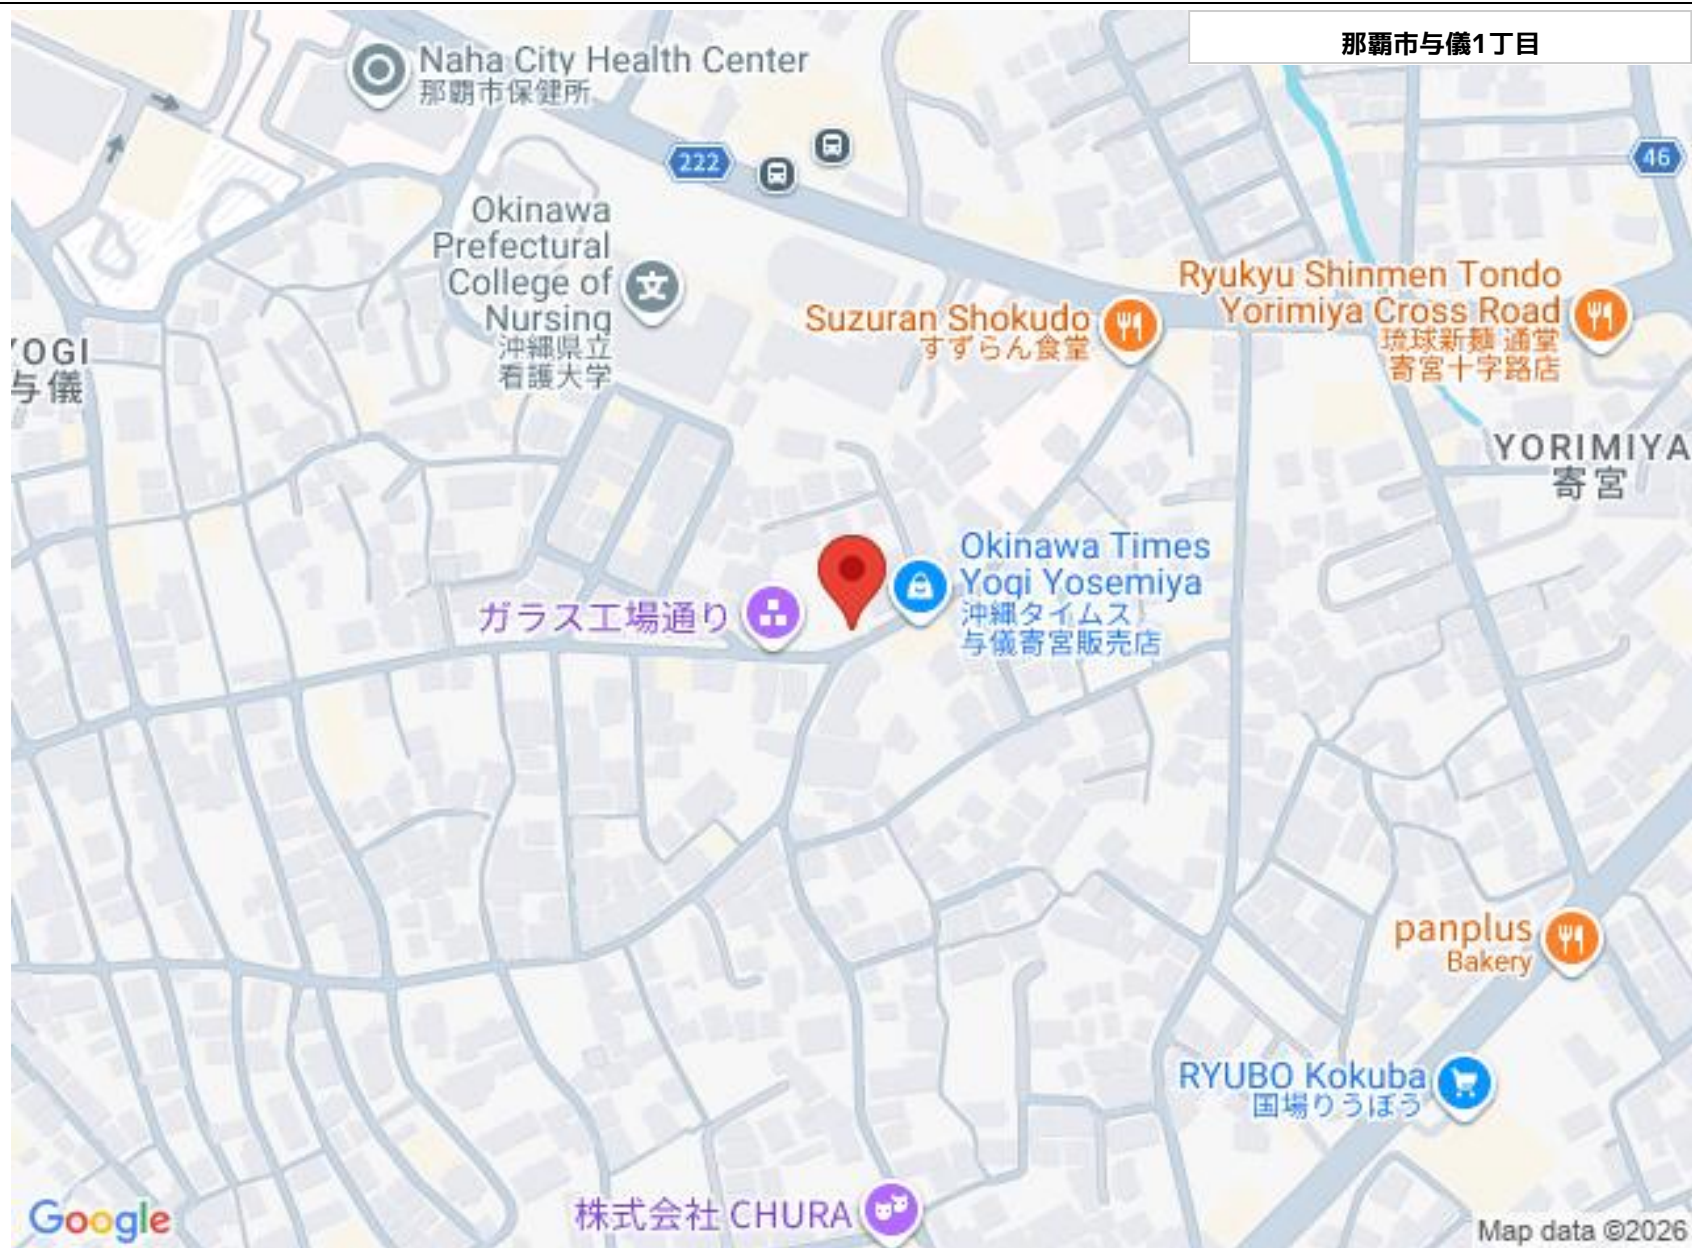 那覇市与儀1丁目
Naha City Health Center
那覇市保健所
222
46
Okinawa
Prefectural
College of
Nursing
沖縄県立
看護大学
文
Suzuran Shokudo
すずらん食堂
Ryukyu Shinmen Tondo
Yorimiya Cross Road
琉球新麺 通堂
寄宮十字路店
YOGI
与儀
YORIMIYA
寄宮
Okinawa Times
Yogi Yosemiya
沖縄タイムス
与儀寄宮販売店
ガラス工場通り
panplus
Bakery
RYUBO Kokuba
国場りうぼう
株式会社 CHURA
Google
Map data ©2026